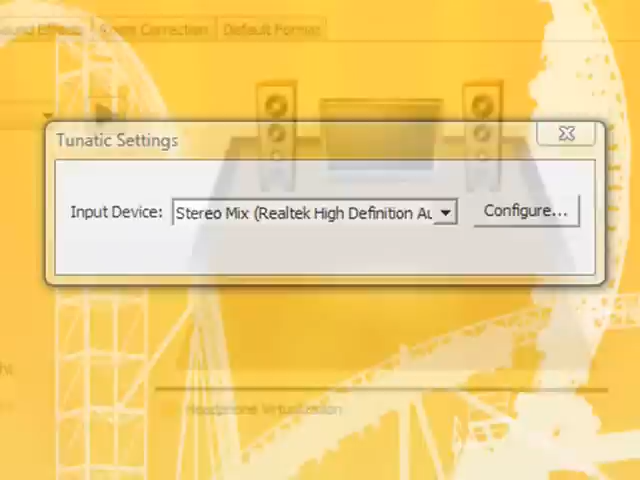 Sound Effects Room Correction Default Format
Tunatic Settings
Input Device: Stereo Mix (Realtek High Definition Au Configure...
Headphone Virtualization